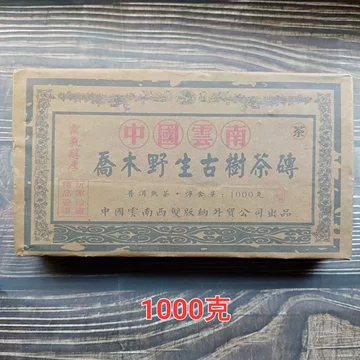 中國雲南
茶
喬木野生古樹茶磚
普洱熟茶·淨含量：1000克
中國雲南西雙版納外貿公司出品
1000克